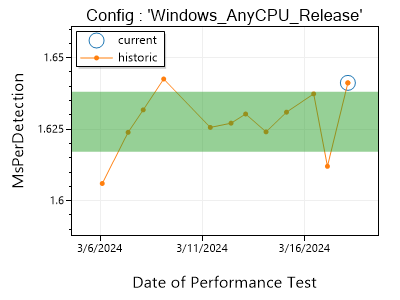 Config : 'Windows_AnyCPU_Release'
current
historic
MsPerDetection
1.65
1.625
1.6
3/6/2024
3/11/2024
3/16/2024
Date of Performance Test